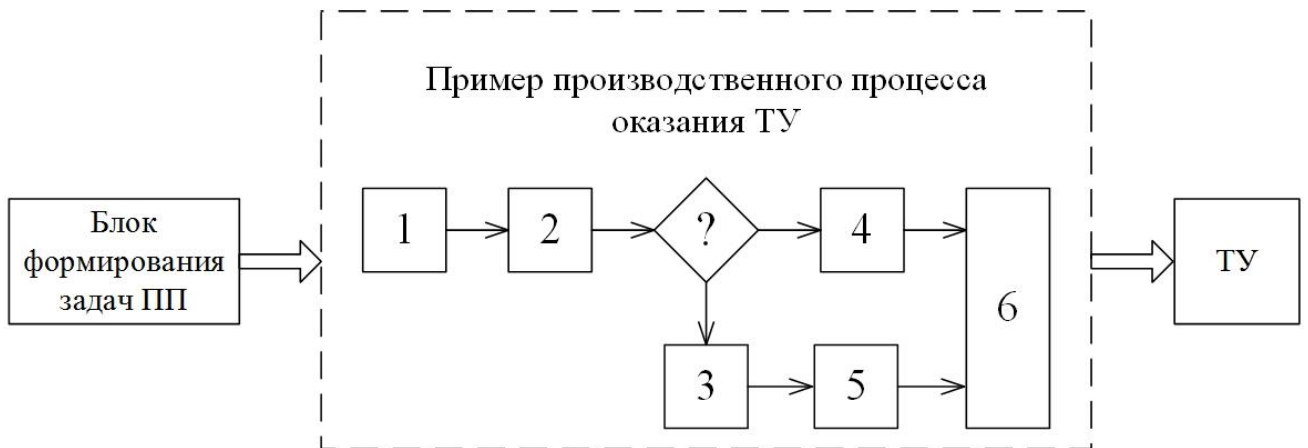 Пример производственного процесса
оказания ТУ
Блок
формирования
задач ПП
1
2
?
4
3
5
6
ТУ